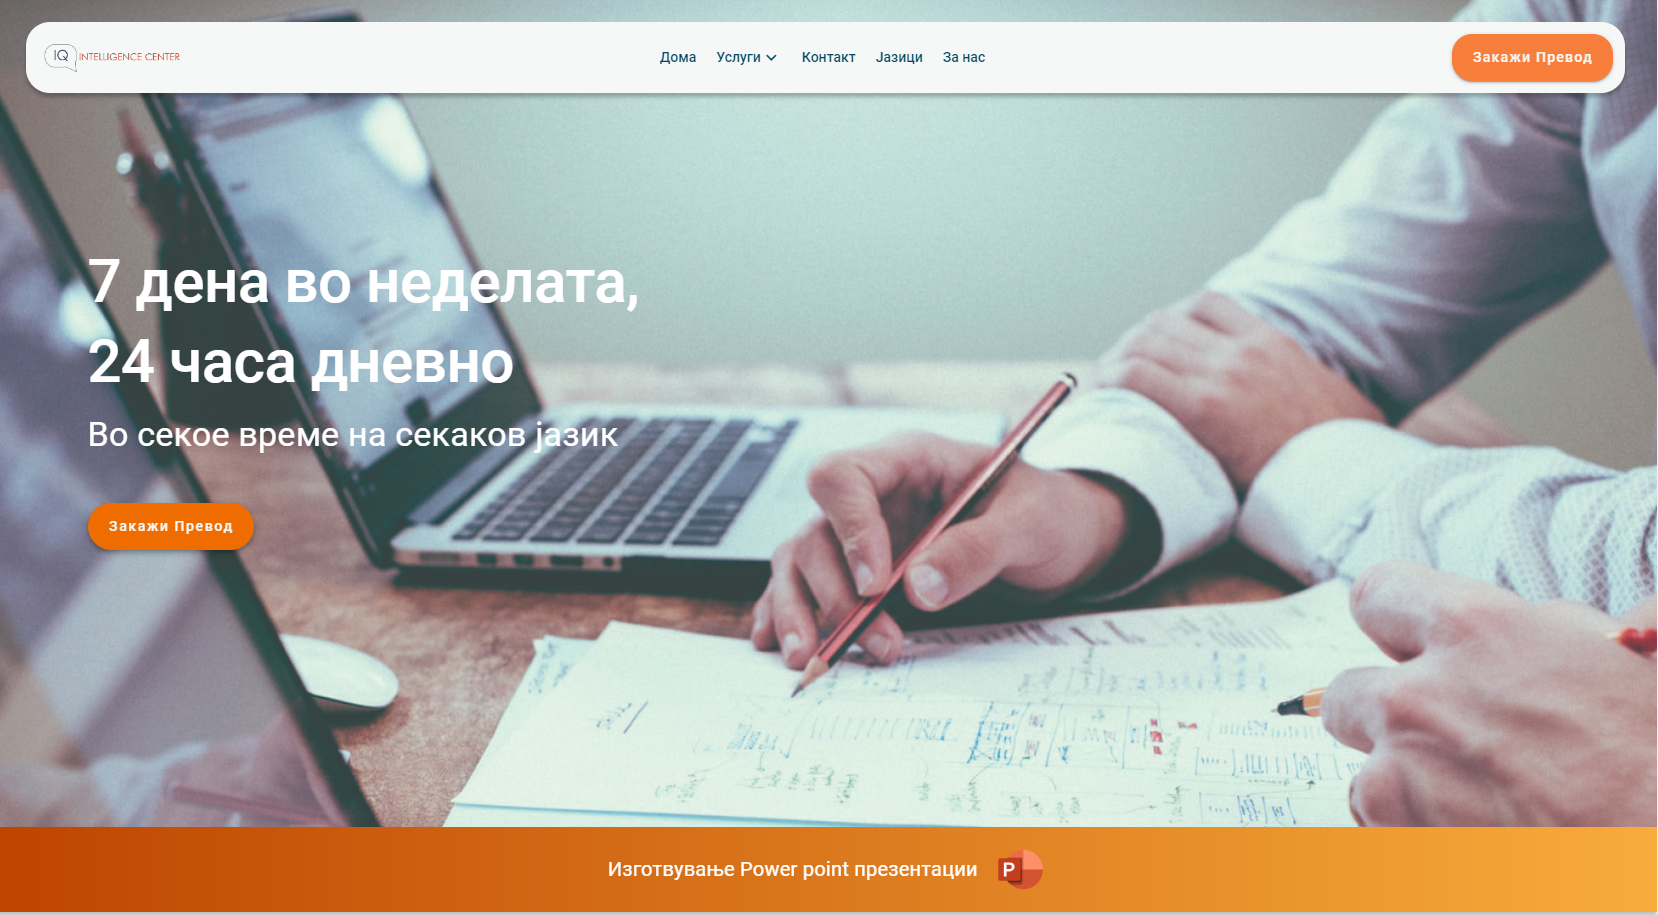 IQ INTELLIGENCE CENTER
Дома Услуги Контакт Јазици За нас
Закажи Превод
7 дена во неделата,
24 часа дневно
Во секое време на секаков јазик
Закажи Превод
Изготвување Power point презентации P